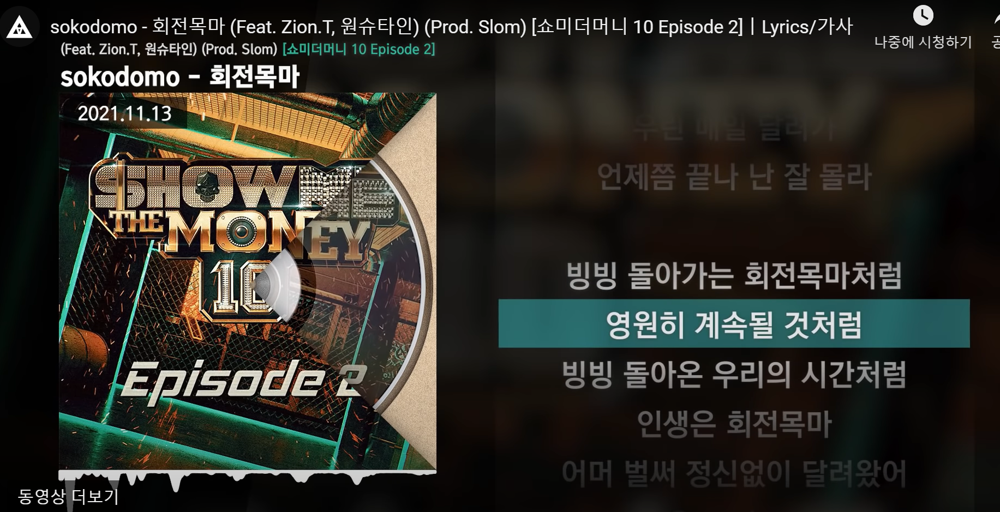 sokodomo - 회전목마 (Feat. Zion.T, 원슈타인) (Prod. Slom) [쇼미더머니 10 Episode 2]ㅣLyrics/가사
나중에 시청하기
(Feat. Zion.T, 원슈타인) (Prod. Slom) [쇼미더머니 10 Episode 2]
sokodomo - 회전목마
2021.11.13
$HOW ME
THE MONEY
10
Episode 2
우린 매일 달리기
언제쯤 끝나 난 잘 몰라
빙빙 돌아가는 회전목마처럼
영원히 계속될 것처럼
빙빙 돌아온 우리의 시간처럼
인생은 회전목마
어머 벌써 정신없이 달려왔어
동영상 더보기